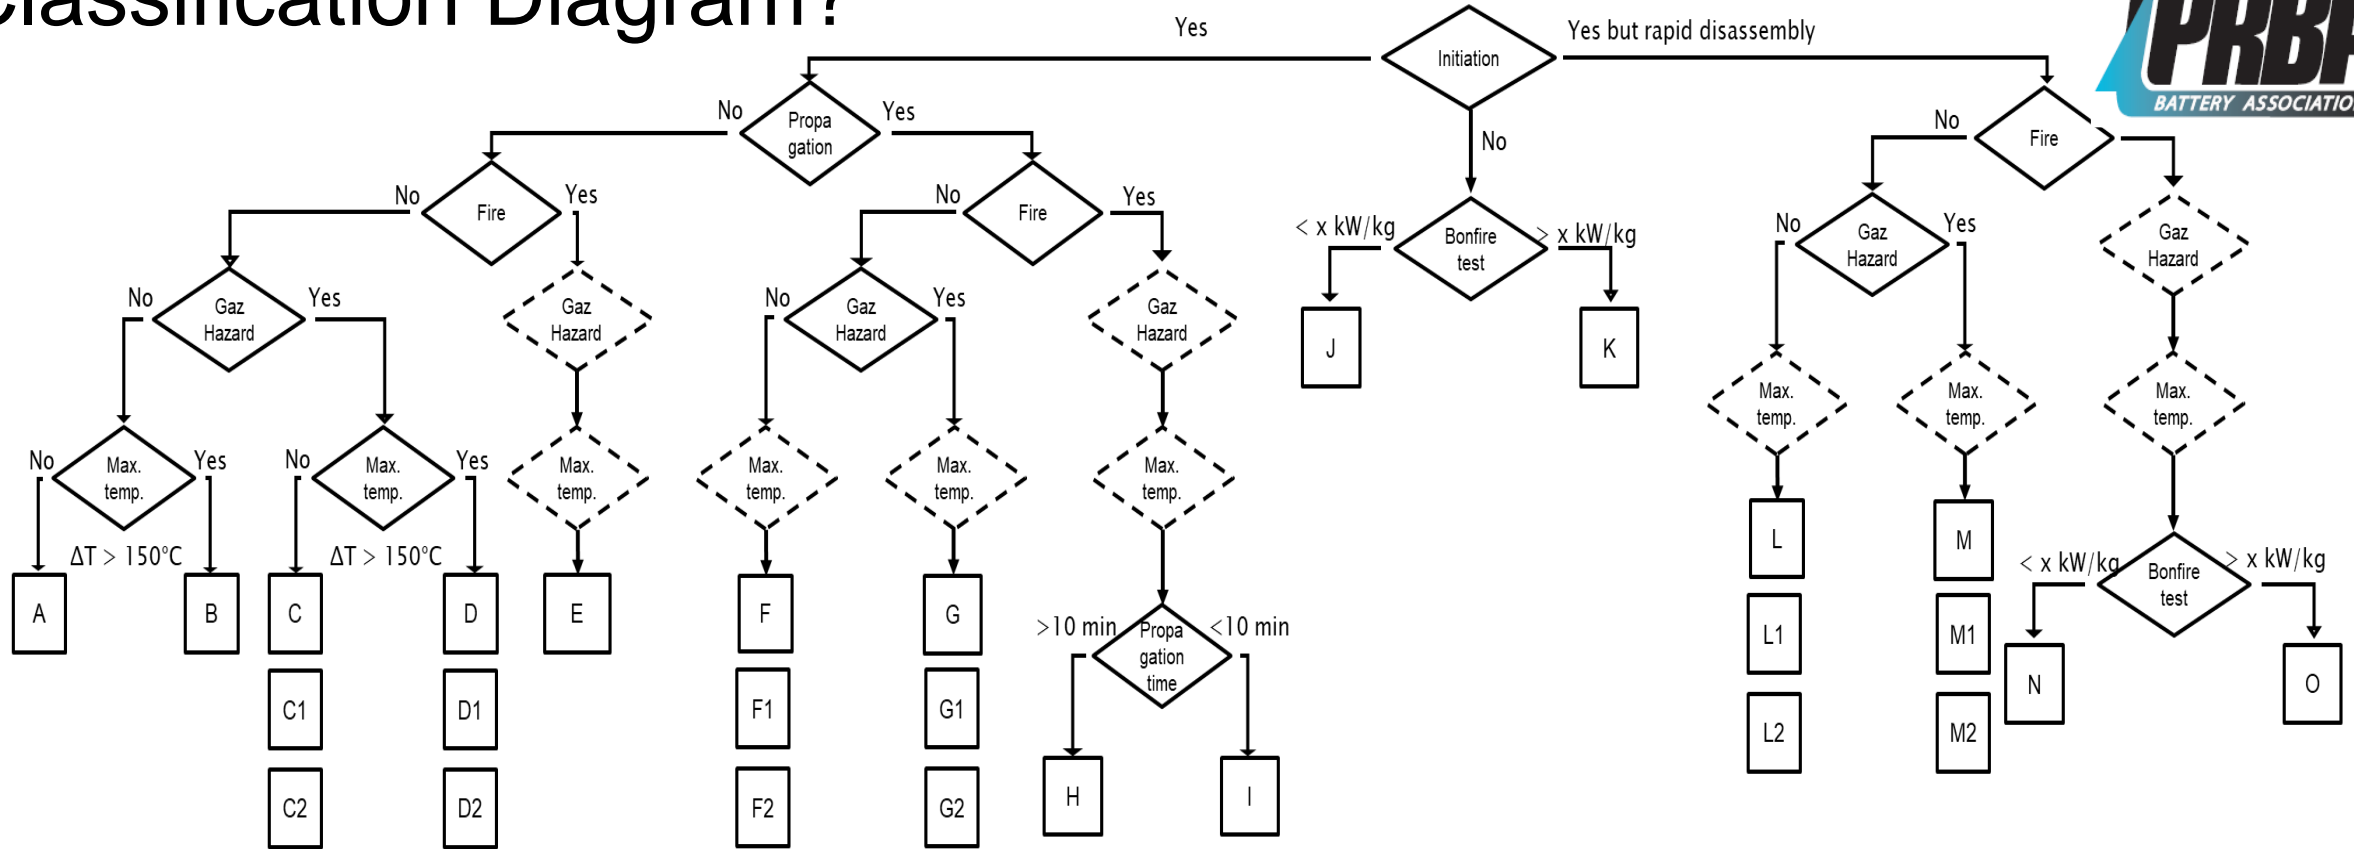 Classification Diagram?
PRBA
BATTERY ASSOCIATIO
Yes
Initiation
Yes but rapid disassembly
No
Propa
gation
Yes
No
No
Fire
No
Fire
Yes
No
Fire
Yes
< x kW/kg
Bonfire
test
> x kW/kg
No
Gaz
Hazard
Yes
Gaz
Hazard
No
Gaz
Hazard
Yes
Gaz
Hazard
No
Gaz
Hazard
Yes
Gaz
Hazard
J
K
Max.
temp.
Max.
temp.
Max.
temp.
No
Max.
temp.
Yes
No
Max.
temp.
Yes
Max.
temp.
Max.
temp.
Max.
temp.
Max.
temp.
ΔT > 150°C
ΔT > 150°C
L
M
< x kW/kg
Bonfire
test
> x kW/kg
A
B
C
D
E
F
G
>10 min
Propa
gation
time
<10 min
L1
M1
N
O
C1
D1
F1
G1
L2
M2
C2
D2
F2
G2
H
I